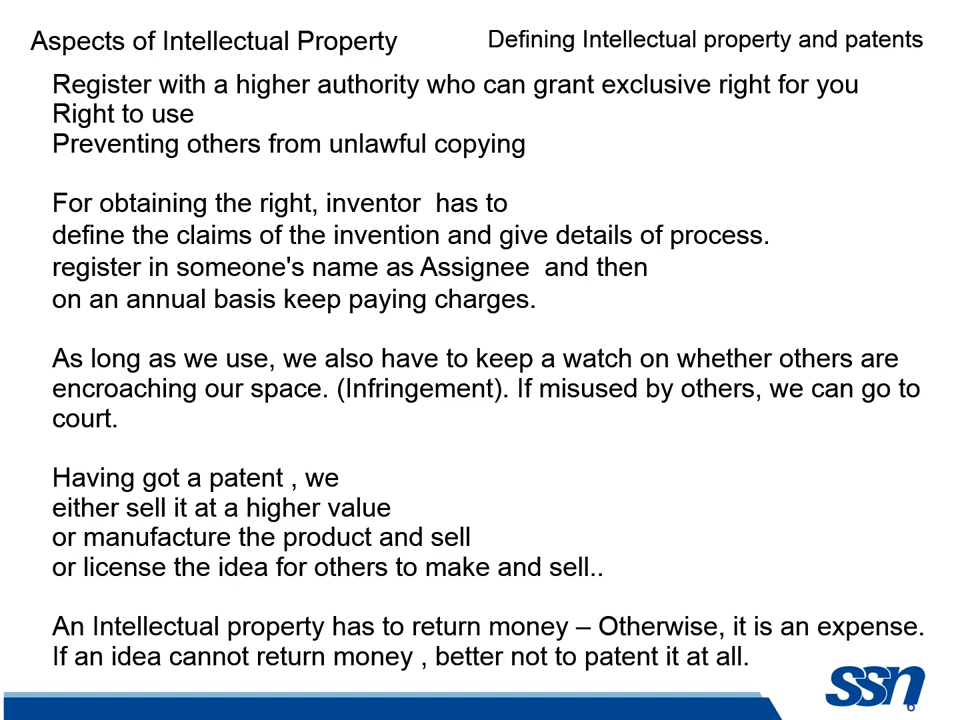 Aspects of Intellectual Property
Defining Intellectual property and patents
Register with a higher authority who can grant exclusive right for you
Right to use
Preventing others from unlawful copying
For obtaining the right, inventor  has to
define the claims of the invention and give details of process.
register in someone's name as Assignee  and then
on an annual basis keep paying charges.
As long as we use, we also have to keep a watch on whether others are
encroaching our space. (Infringement). If misused by others, we can go to
court.
Having got a patent , we
either sell it at a higher value
or manufacture the product and sell
or license the idea for others to make and sell..
An Intellectual property has to return money – Otherwise, it is an expense.
If an idea cannot return money , better not to patent it at all.
ssn
6